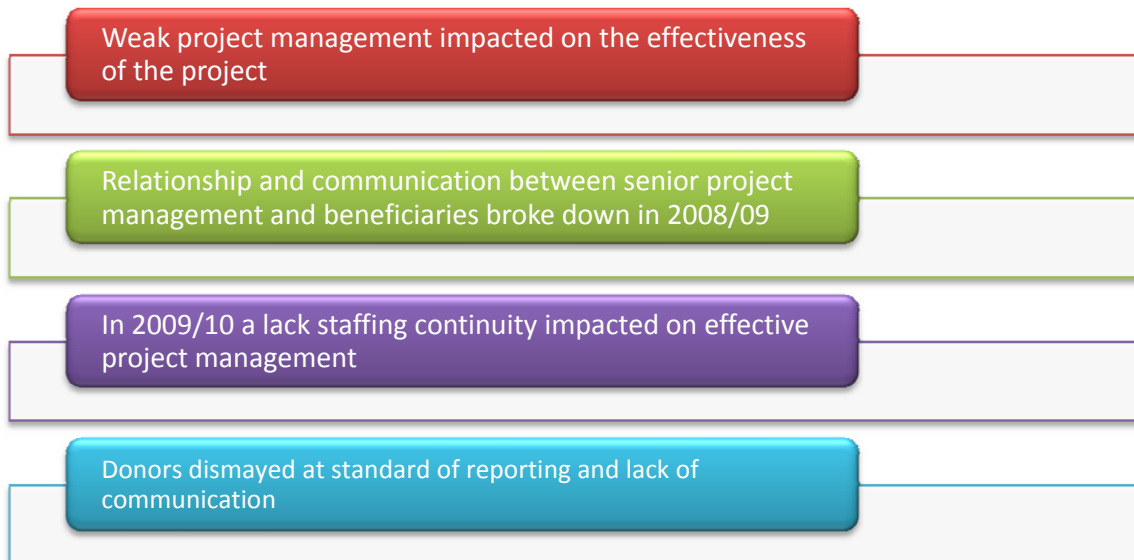 Weak project management impacted on the effectiveness
of the project
Relationship and communication between senior project
management and beneficiaries broke down in 2008/09
In 2009/10 a lack staffing continuity impacted on effective
project management
Donors dismayed at standard of reporting and lack of
communication